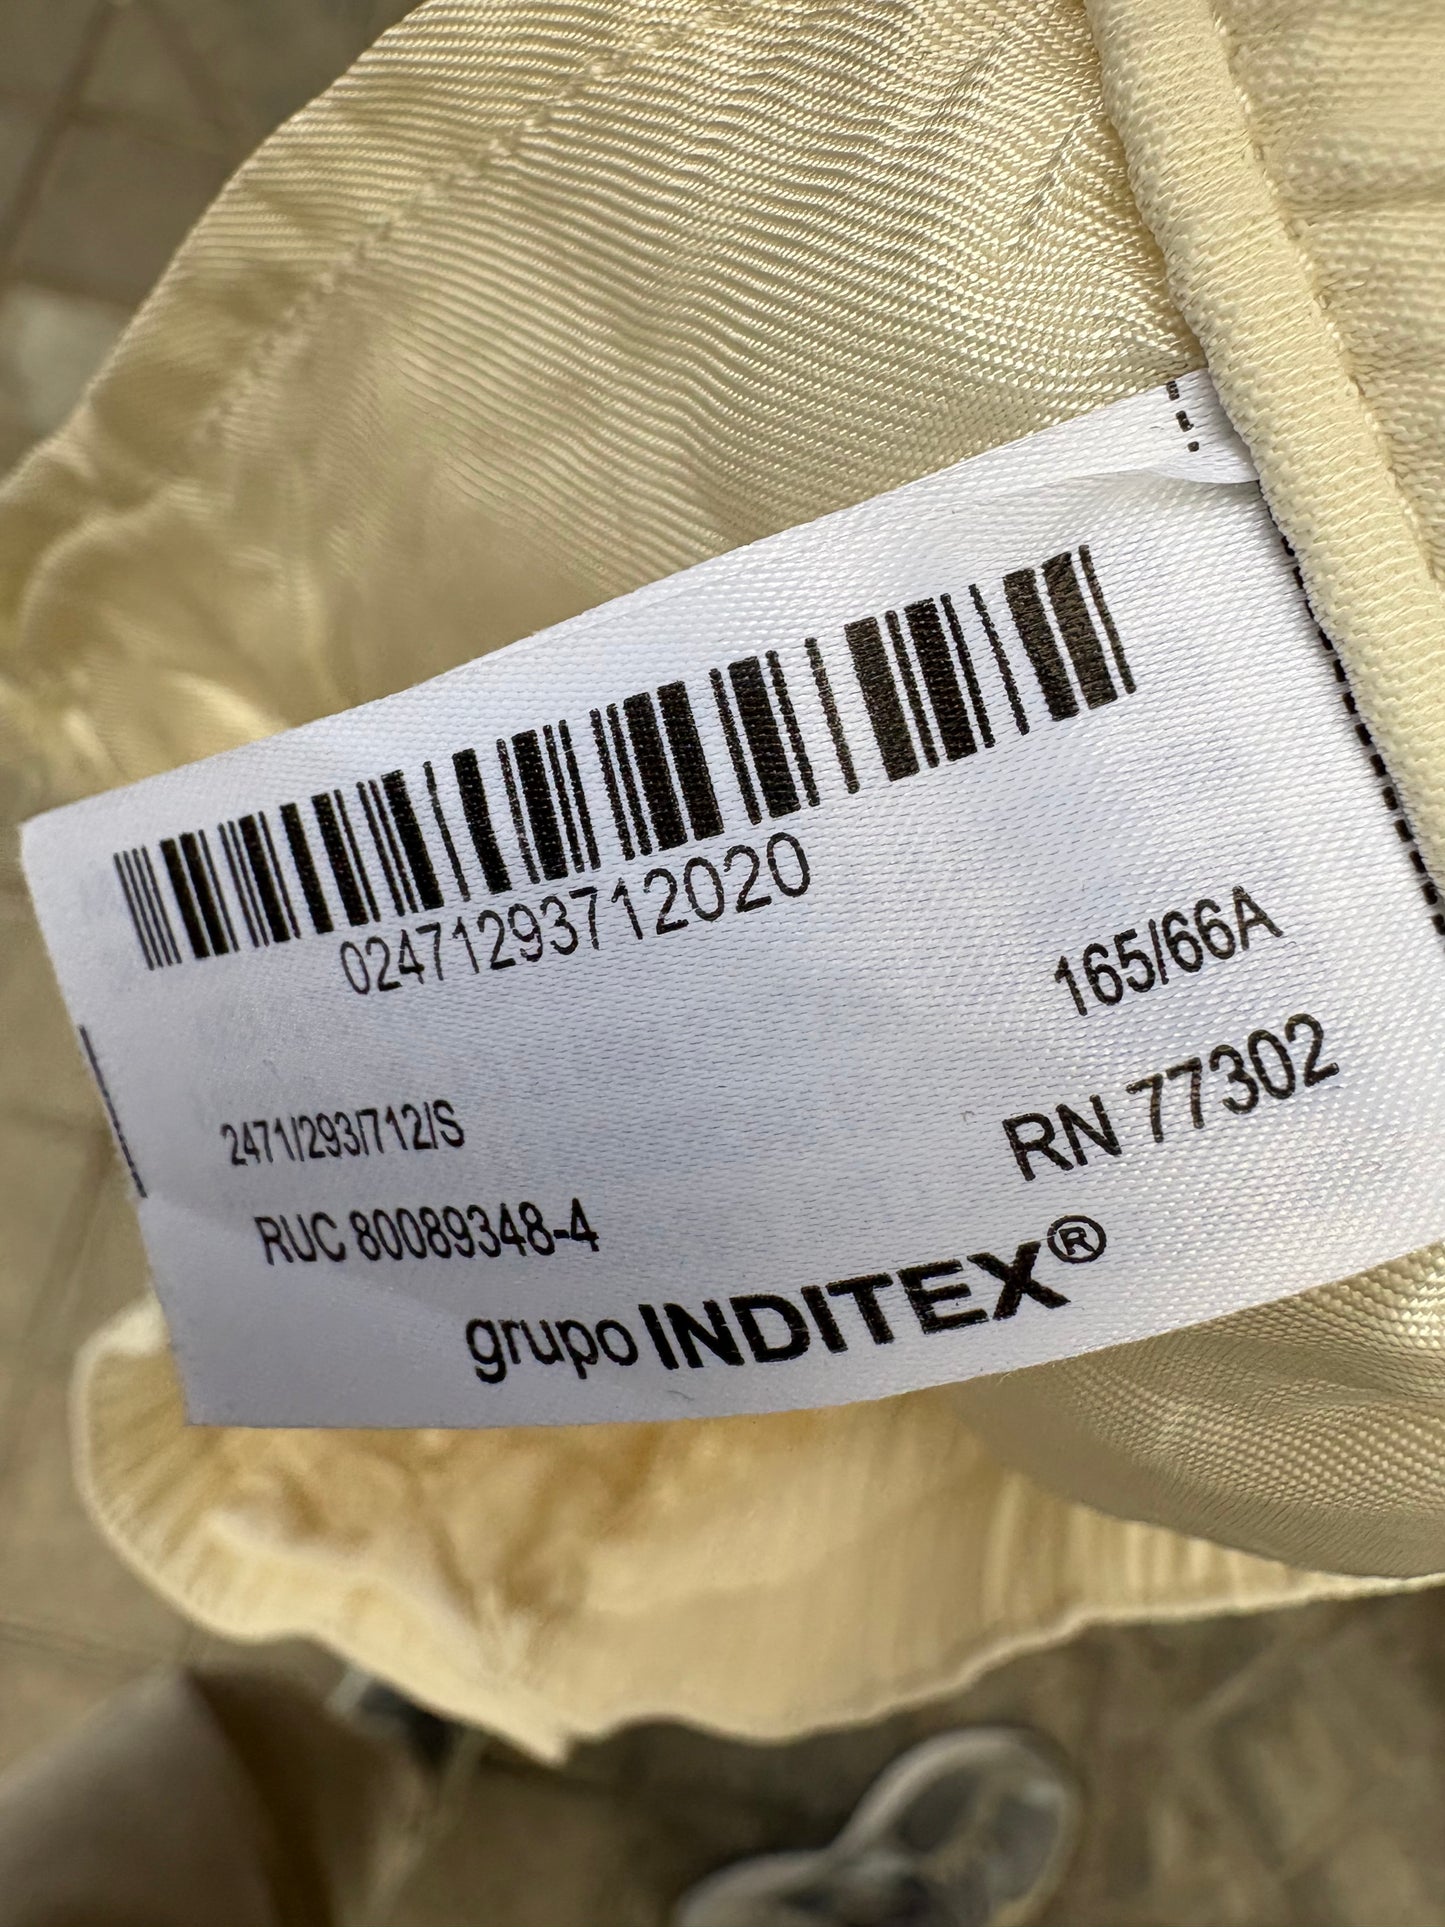 02471293712020
165/66A
2471/293/712/S
RN 77302
RUC 80089348-4
grupo INDITEX®